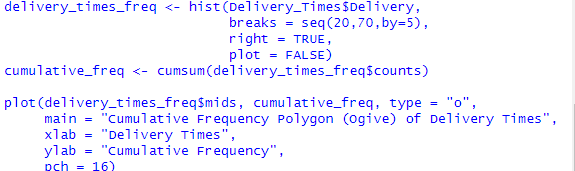 delivery_times_freq <- hist(Delivery_Times$Delivery,
                            breaks = seq(20,70,by=5),
                            right = TRUE,
                            plot = FALSE)
cumulative_freq <- cumsum(delivery_times_freq$counts)

plot(delivery_times_freq$mids, cumulative_freq, type = "o",
     main = "Cumulative Frequency Polygon (Ogive) of Delivery Times",
     xlab = "Delivery Times",
     ylab = "Cumulative Frequency",
     pch = 16)